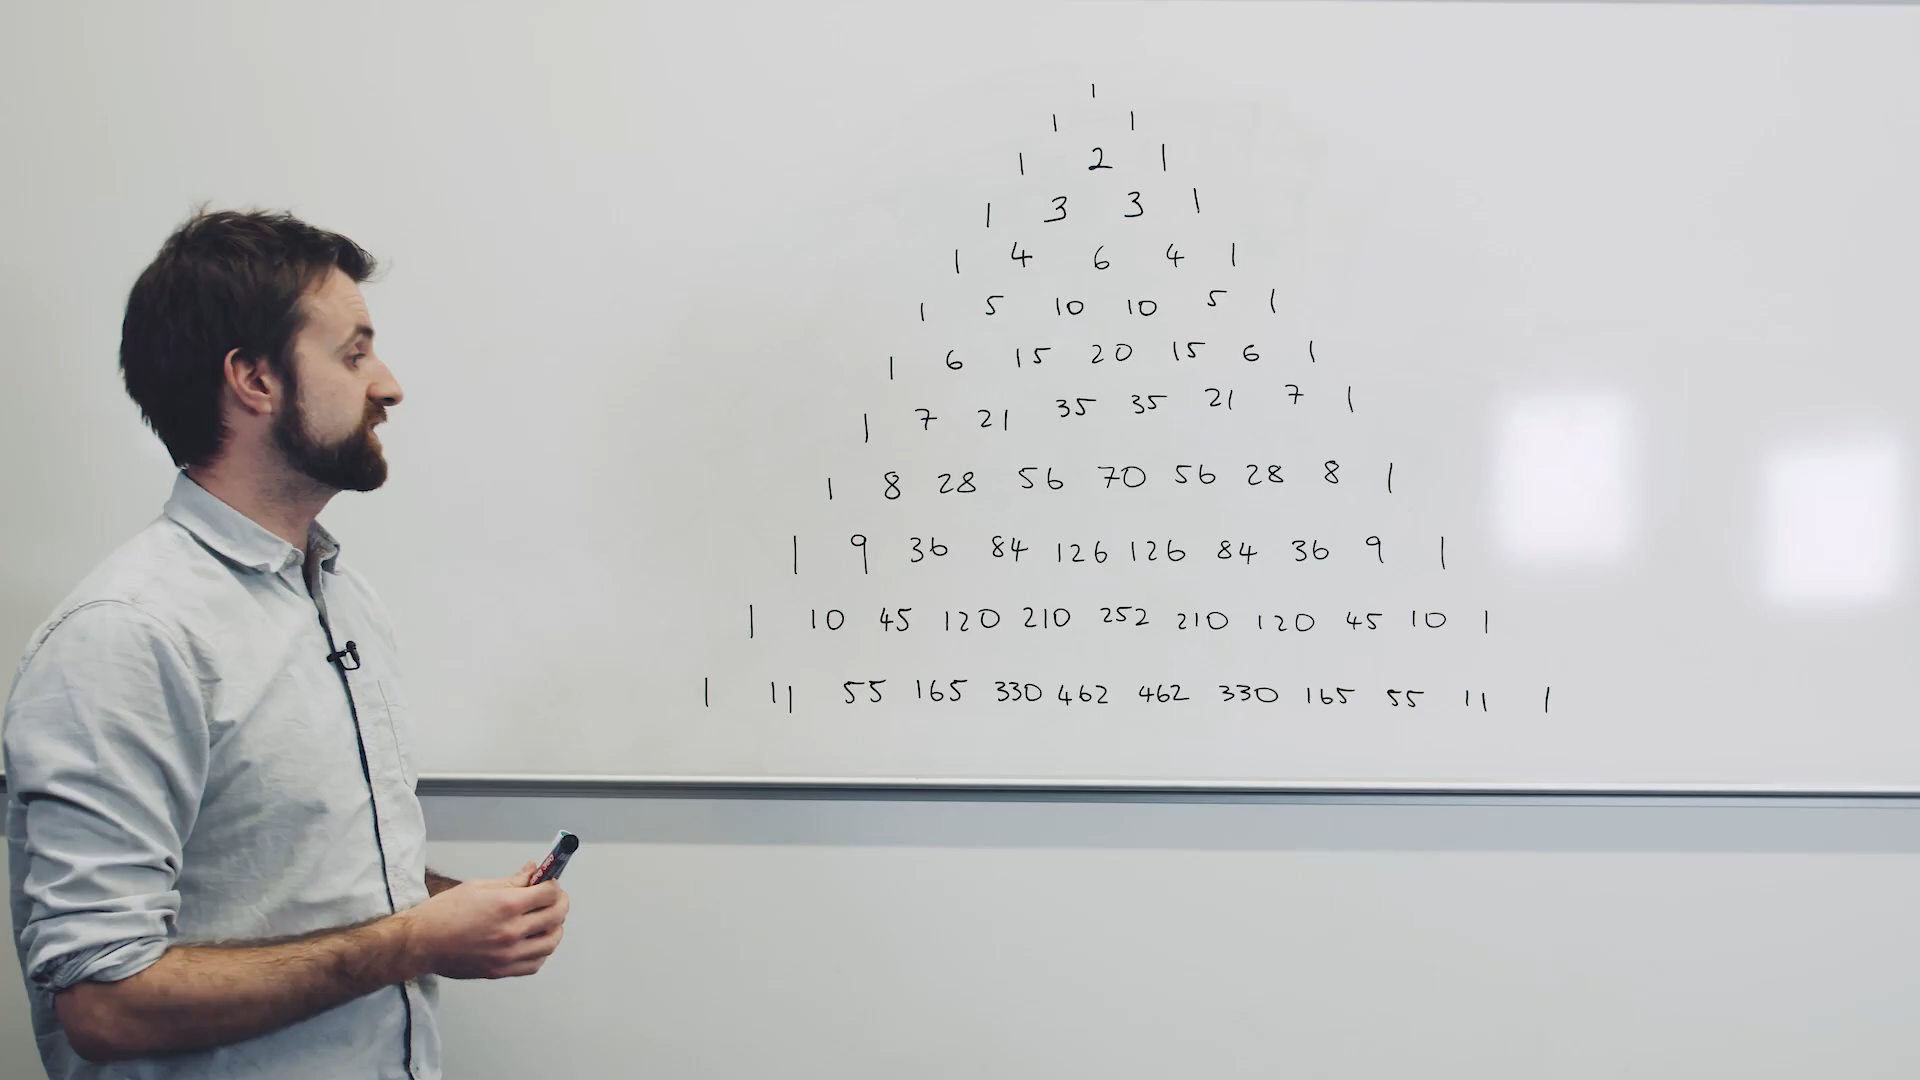 1
1 1
1 2 1
1 3 3 1
1 4 6 4 1
1 5 10 10 5 1
1 6 15 20 15 6 1
1 7 21 35 35 21 7 1
1 8 28 56 70 56 28 8 1
1 9 36 84 126 126 84 36 9 1
1 10 45 120 210 252 210 120 45 10 1
1 11 55 165 330 462 462 330 165 55 11 1